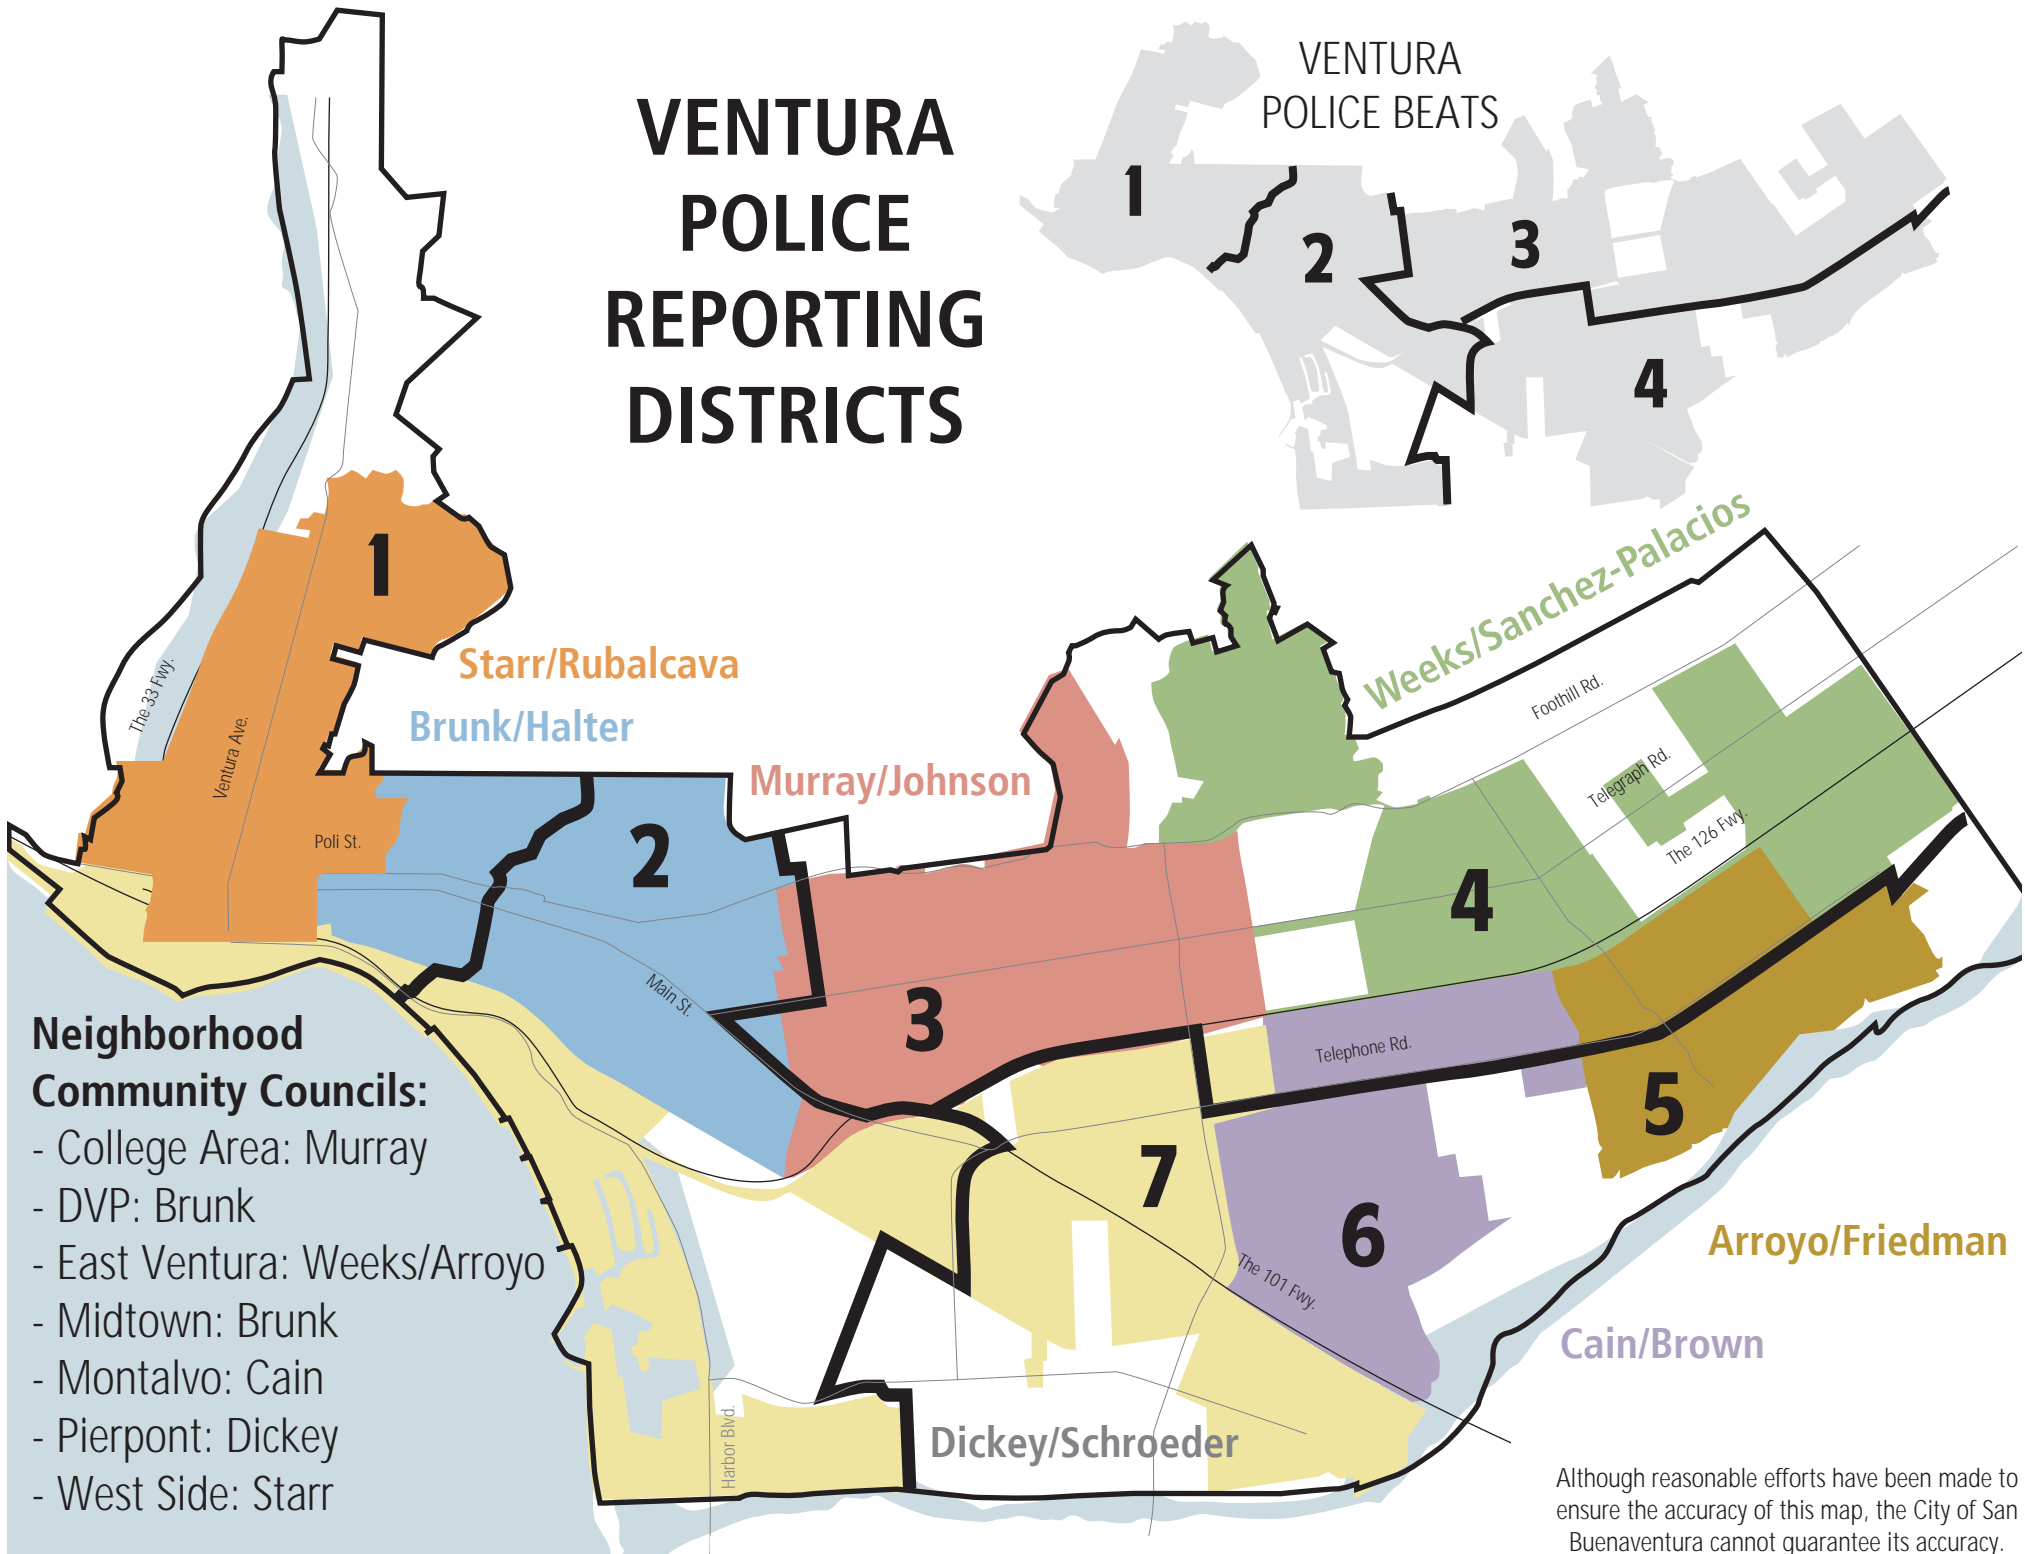 VENTURA
POLICE
REPORTING
DISTRICTS
VENTURA
POLICE BEATS
1
2
3
4
1
2
3
4
5
6
7
Starr/Rubalcava
Brunk/Halter
Murray/Johnson
Weeks/Sanchez-Palacios
Arroyo/Friedman
Cain/Brown
Dickey/Schroeder
The 33 Fwy.
Ventura Ave.
Poli St.
Main St.
Foothill Rd.
Telegraph Rd.
The 126 Fwy.
Telephone Rd.
The 101 Fwy.
Harbor Blvd.
Neighborhood
Community Councils:
- College Area: Murray
- DVP: Brunk
- East Ventura: Weeks/Arroyo
- Midtown: Brunk
- Montalvo: Cain
- Pierpont: Dickey
- West Side: Starr
Although reasonable efforts have been made to
ensure the accuracy of this map, the City of San
Buenaventura cannot guarantee its accuracy.